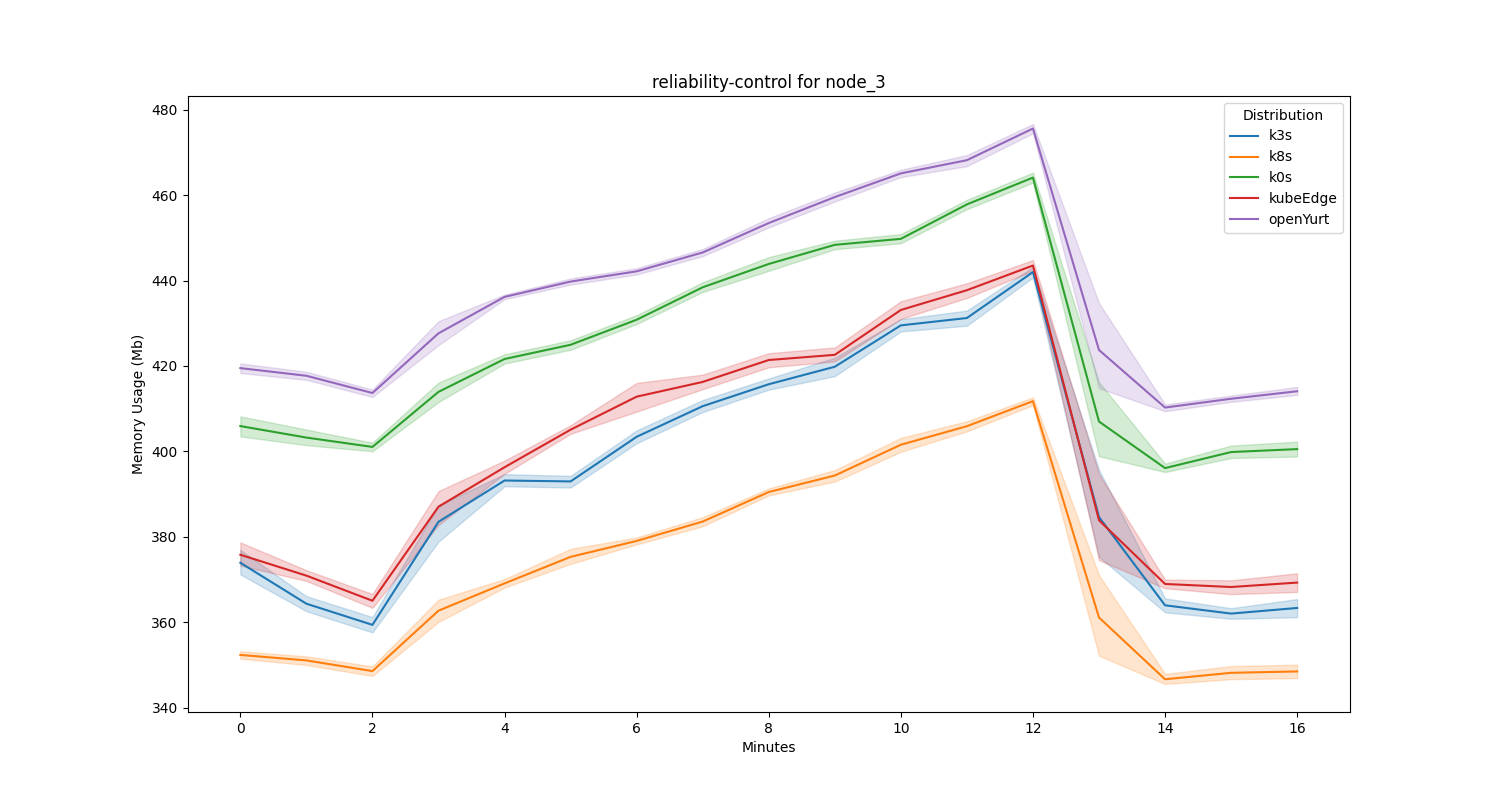 reliability-control for node_3
480
460
440
420
400
380
360
340
Memory Usage (Mb)
Distribution
k3s
k8s
k0s
kubeEdge
openYurt
0 2 4 6 8 10 12 14 16
Minutes